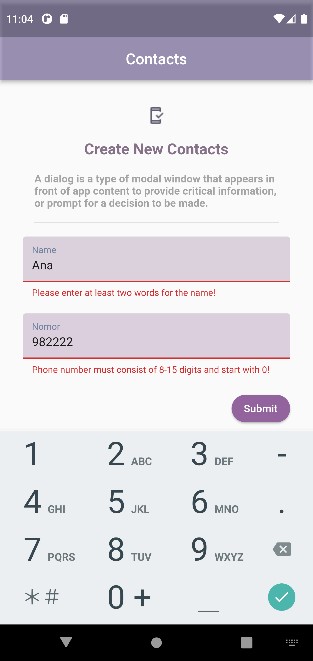 11:04
Contacts
Create New Contacts
A dialog is a type of modal window that appears in
front of app content to provide critical information,
or prompt for a decision to be made.
Name
Ana
Please enter at least two words for the name!
Nomor
982222
Phone number must consist of 8-15 digits and start with 0!
Submit
1 2 ABC 3 DEF -
4 GHI 5 JKL 6 MNO .
7 PQRS 8 TUV 9 WXYZ
*# 0 + _